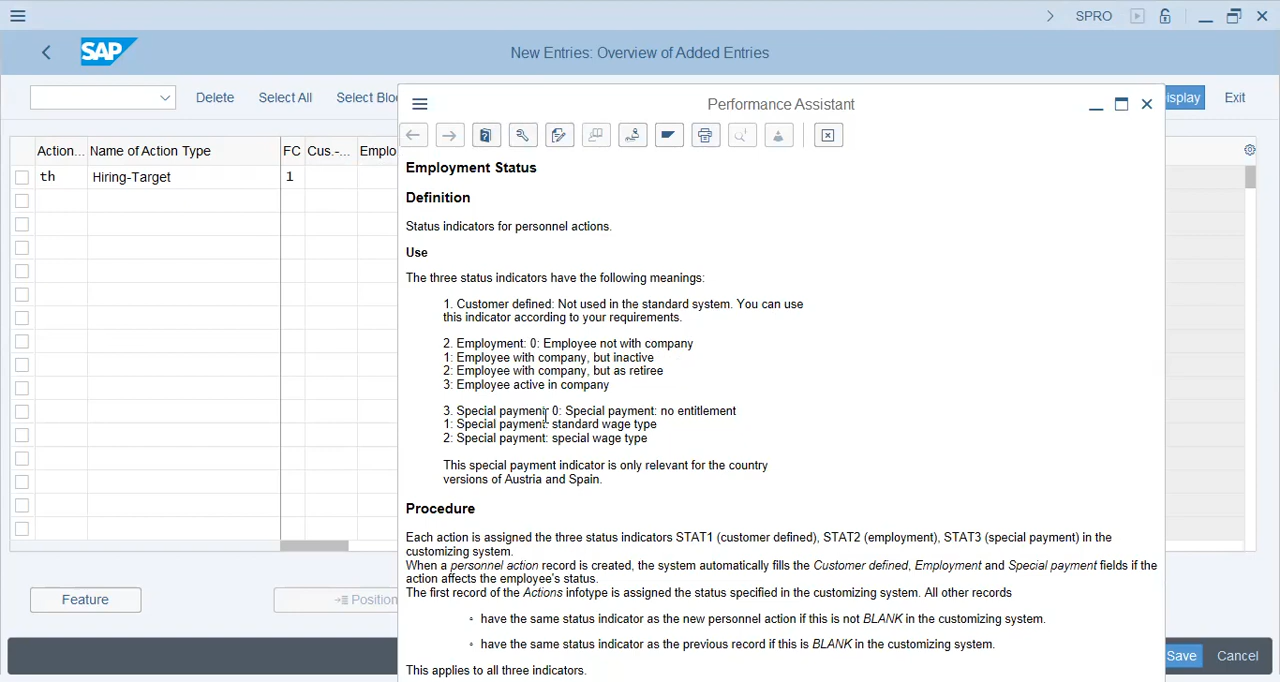 SPRO
SAP
New Entries: Overview of Added Entries
Delete Select All Select Bloc
isplay Exit
Performance Assistant
Action... Name of Action Type FC Cus.-... Emplo
th Hiring-Target 1
Employment Status
Definition
Status indicators for personnel actions.
Use
The three status indicators have the following meanings:
1. Customer defined: Not used in the standard system. You can use
this indicator according to your requirements.
2. Employment: 0: Employee not with company
1: Employee with company, but inactive
2: Employee with company, but as retiree
3: Employee active in company
3. Special payment: 0: Special payment: no entitlement
1: Special payment: standard wage type
2: Special payment: special wage type
This special payment indicator is only relevant for the country
versions of Austria and Spain.
Procedure
Each action is assigned the three status indicators STAT1 (customer defined), STAT2 (employment), STAT3 (special payment) in the
customizing system.
When a personnel action record is created, the system automatically fills the Customer defined, Employment and Special payment fields if the
action affects the employee's status.
The first record of the Actions infotype is assigned the status specified in the customizing system. All other records
◦ have the same status indicator as the new personnel action if this is not BLANK in the customizing system.
◦ have the same status indicator as the previous record if this is BLANK in the customizing system.
This applies to all three indicators.
Feature
Position
Save Cancel